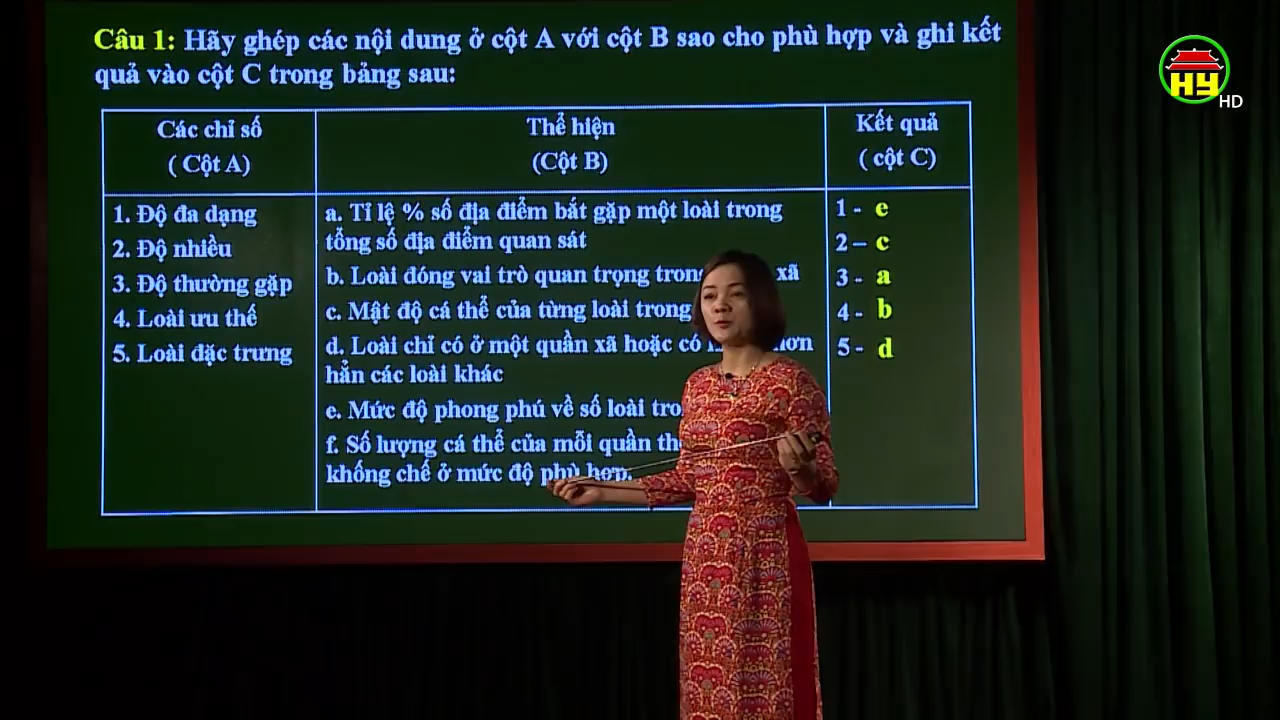 Câu 1: Hãy ghép các nội dung ở cột A với cột B sao cho phù hợp và ghi kết
quả vào cột C trong bảng sau:
Các chỉ số
( Cột A)
Thể hiện
(Cột B)
Kết quả
( cột C)
1. Độ đa dạng
2. Độ nhiều
3. Độ thường gặp
4. Loài ưu thế
5. Loài đặc trưng
a. Tỉ lệ % số địa điểm bắt gặp một loài trong
tổng số địa điểm quan sát
b. Loài đóng vai trò quan trọng xã
c. Mật độ cá thể của từng loài trong
d. Loài chỉ có ở một quần xã hoặc có hơn
hẳn các loài khác
e. Mức độ phong phú về số loài
f. Số lượng cá thể của mỗi quần
khống chế ở mức độ phù hợp.
1 - e
2 – c
3 - a
4 - b
5 - d
HY
HD